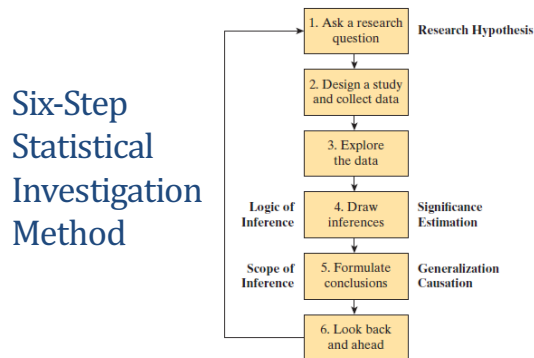 Six-Step
Statistical
Investigation
Method
1. Ask a research
question
Research Hypothesis
2. Design a study
and collect data
3. Explore
the data
Logic of
Inference
4. Draw
inferences
Significance
Estimation
Scope of
Inference
5. Formulate
conclusions
Generalization
Causation
6. Look back
and ahead